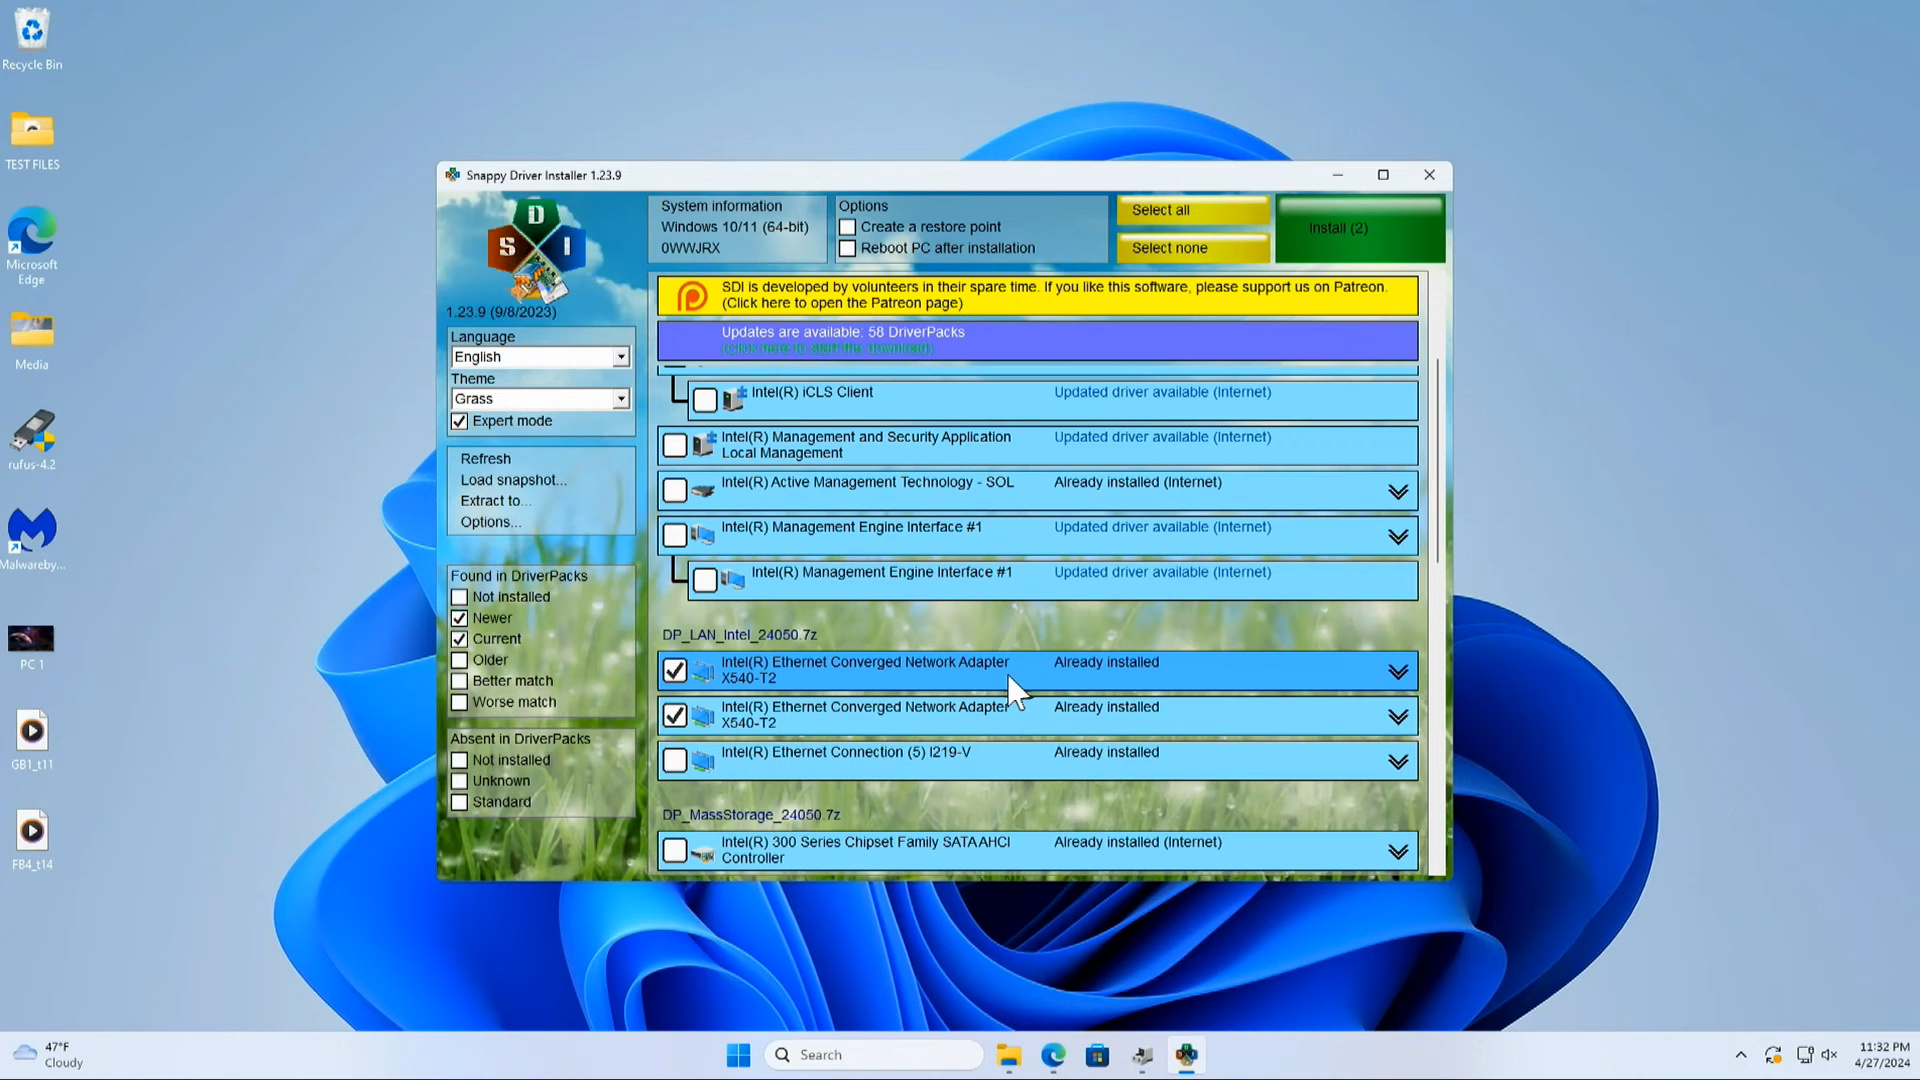 Recycle Bin
TEST FILES
Microsoft
Edge
Media
rufus-4.2
Malwareby...
PC 1
GB1_t11
FB4_t14
Snappy Driver Installer 1.23.9
D
S I
1.23.9 (9/8/2023)
Language
English
Theme
Grass
Expert mode
Refresh
Load snapshot...
Extract to...
Options...
Found in DriverPacks
Not installed
Newer
Current
Older
Better match
Worse match
Absent in DriverPacks
Not installed
Unknown
Standard
System information
Windows 10/11 (64-bit)
0WWJRX
Options
Create a restore point
Reboot PC after installation
Select all
Select none
Install (2)
SDI is developed by volunteers in their spare time. If you like this software, please support us on Patreon.
(Click here to open the Patreon page)
Updates are available: 58 DriverPacks
(Click here to start the download)
Intel(R) iCLS Client Updated driver available (Internet)
Intel(R) Management and Security Application Updated driver available (Internet)
Local Management
Intel(R) Active Management Technology - SOL Already installed (Internet)
Intel(R) Management Engine Interface #1 Updated driver available (Internet)
Intel(R) Management Engine Interface #1 Updated driver available (Internet)
DP_LAN_Intel_24050.7z
Intel(R) Ethernet Converged Network Adapter Already installed
X540-T2
Intel(R) Ethernet Converged Network Adapter Already installed
X540-T2
Intel(R) Ethernet Connection (5) I219-V Already installed
DP_MassStorage_24050.7z
Intel(R) 300 Series Chipset Family SATA AHCI Already installed (Internet)
Controller
47°F
Cloudy
Search
11:32 PM
4/27/2024